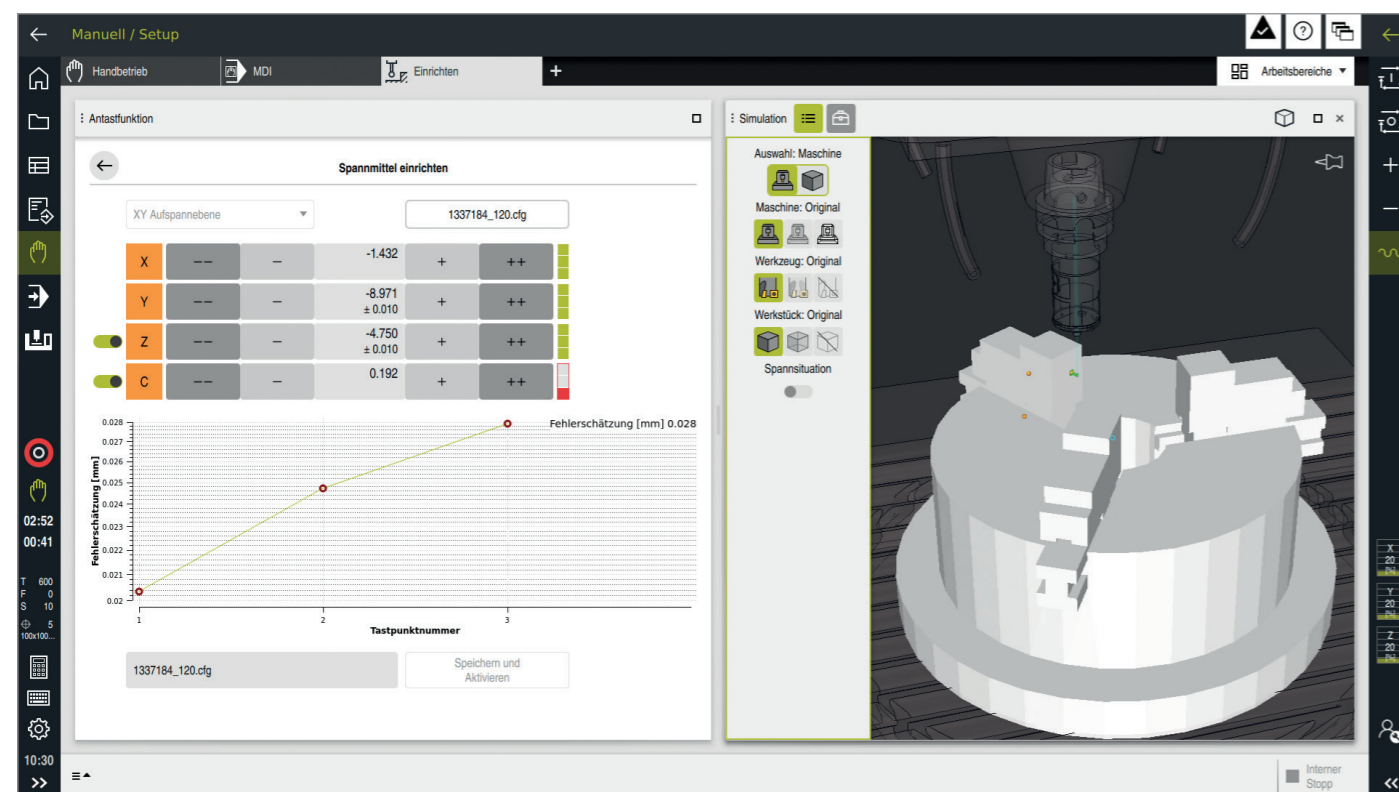 Manuell / Setup
Handbetrieb
MDI
Einrichten
+
Arbeitsbereiche
Antastfunktion
Spannmittel einrichten
XY Aufspannebene
1337184_120.cfg
X -- - -1.432 + ++
Y -- - -8.971 + ++
± 0.010
Z -- - -4.750 + ++
± 0.010
C -- - 0.192 + ++
Fehlerschätzung [mm] 0.028
Fehlerschätzung [mm]
0.028
0.027
0.026
0.025
0.024
0.023
0.022
0.021
0.02
1 2 3
Tastpunktnummer
1337184_120.cfg
Speichern und
Aktivieren
Simulation
Auswahl: Maschine
Maschine: Original
Werkzeug: Original
Werkstück: Original
Spannsituation
02:52
00:41
T 600
F 0
S 10
5
100x100...
10:30
X
20
Y
20
Z
20
Interner
Stopp